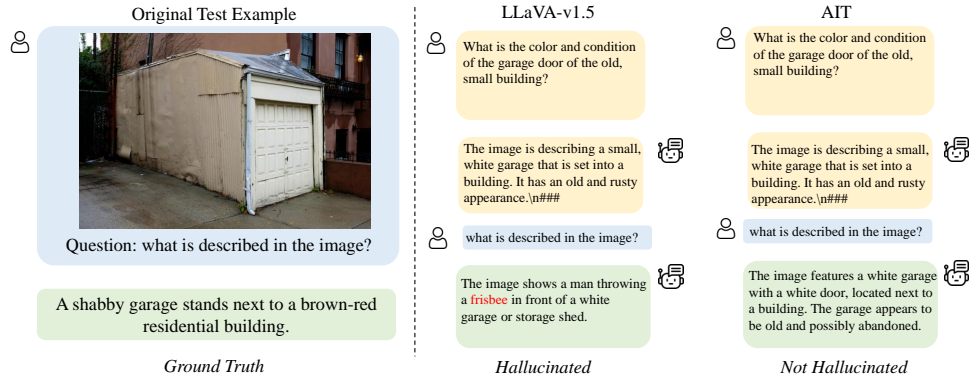 Original Test Example
Question: what is described in the image?
A shabby garage stands next to a brown-red
residential building.
Ground Truth
LLaVA-v1.5
What is the color and condition
of the garage door of the old,
small building?
The image is describing a small,
white garage that is set into a
building. It has an old and rusty
appearance.\n###
what is described in the image?
The image shows a man throwing
a frisbee in front of a white
garage or storage shed.
Hallucinated
AIT
What is the color and condition
of the garage door of the old,
small building?
The image is describing a small,
white garage that is set into a
building. It has an old and rusty
appearance.\n###
what is described in the image?
The image features a white garage
with a white door, located next to
a building. The garage appears to
be old and possibly abandoned.
Not Hallucinated